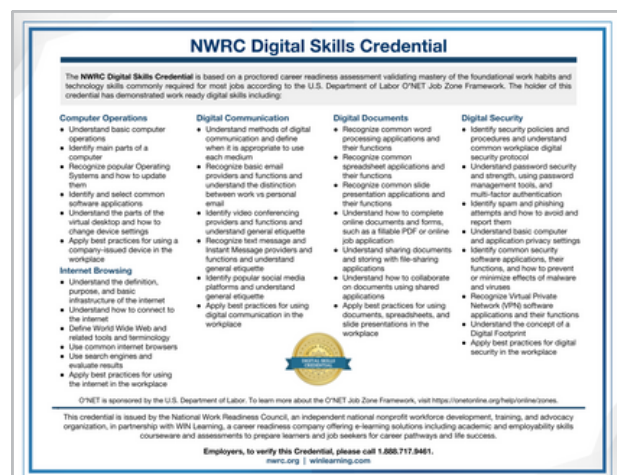 NWRC Digital Skills Credential
The NWRC Digital Skills Credential is based on a proctored career readiness assessment validating mastery of the foundational work habits and
technology skills commonly required for most jobs according to the U.S. Department of Labor O*NET Job Zone Framework. The holder of this
credential has demonstrated work ready digital skills including:
Computer Operations
• Understand basic computer
operations
• Identify main parts of a
computer
• Recognize popular Operating
Systems and how to update
them
• Identify and select common
software applications
• Understand the parts of the
virtual desktop and how to
change device settings
• Apply best practices for using a
company-issued device in the
workplace
Internet Browsing
• Understand the definition,
purpose, and basic
infrastructure of the internet
• Understand how to connect to
the internet
• Define World Wide Web and
related tools and terminology
• Use common internet browsers
• Use search engines and
evaluate results
• Apply best practices for using
the internet in the workplace
Digital Communication
• Understand methods of digital
communication and define
when it is appropriate to use
each medium
• Recognize basic email
providers and functions and
understand the distinction
between work vs personal
email
• Identify video conferencing
providers and functions and
understand general etiquette
• Recognize text message and
Instant Message providers and
functions and understand
general etiquette
• Identify popular social media
platforms and understand
general etiquette
• Apply best practices for using
digital communication in the
workplace
Digital Documents
• Recognize common word
processing applications and
their functions
• Recognize common
spreadsheet applications and
their functions
• Recognize common slide
presentation applications and
their functions
• Understand how to complete
online documents and forms,
such as a fillable PDF or online
job application
• Understand sharing documents
and storing with file-sharing
applications
• Understand how to collaborate
on documents using shared
applications
• Apply best practices for using
documents, spreadsheets, and
slide presentations in the
workplace
Digital Security
• Identify security policies and
procedures and understand
common workplace digital
security protocol
• Understand password security
and strength, using password
management tools, and
multi-factor authentication
• Identify spam and phishing
attempts and how to avoid and
report them
• Understand basic computer
and application privacy settings
• Identify common security
software applications, their
functions, and how to prevent
or minimize effects of malware
and viruses
• Recognize Virtual Private
Network (VPN) software
applications and their functions
• Understand the concept of a
Digital Footprint
• Apply best practices for digital
security in the workplace
DIGITAL SKILLS
CREDENTIAL
O*NET is sponsored by the U.S. Department of Labor. To learn more about the O*NET Job Zone Framework, visit https://onetonline.org/help/online/zones.
This credential is issued by the National Work Readiness Council, an independent national nonprofit workforce development, training, and advocacy
organization, in partnership with WIN Learning, a career readiness company offering e-learning solutions including academic and employability skills
courseware and assessments to prepare learners and job seekers for career pathways and life success.
Employers, to verify this Credential, please call 1.888.717.9461.
nwrc.org | winlearning.com